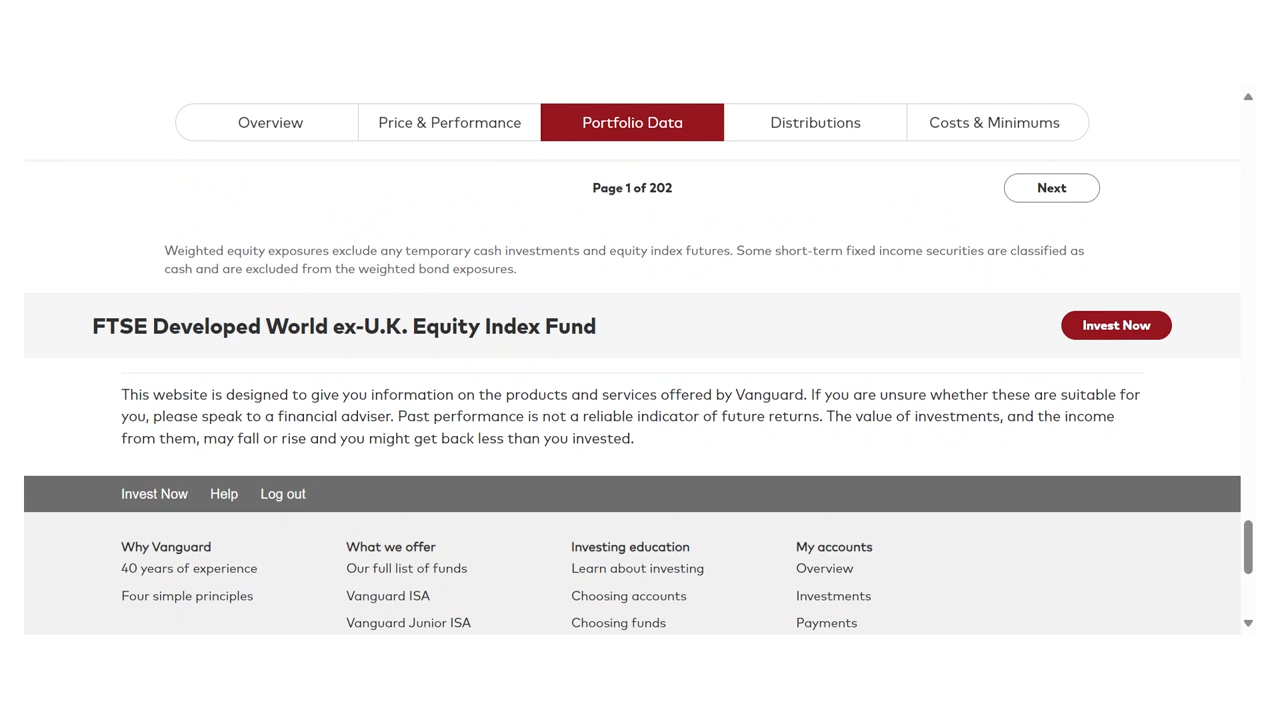 Overview
Price & Performance
Portfolio Data
Distributions
Costs & Minimums
Page 1 of 202
Next
Weighted equity exposures exclude any temporary cash investments and equity index futures. Some short-term fixed income securities are classified as
cash and are excluded from the weighted bond exposures.
FTSE Developed World ex-U.K. Equity Index Fund
Invest Now
This website is designed to give you information on the products and services offered by Vanguard. If you are unsure whether these are suitable for
you, please speak to a financial adviser. Past performance is not a reliable indicator of future returns. The value of investments, and the income
from them, may fall or rise and you might get back less than you invested.
Invest Now
Help
Log out
Why Vanguard
40 years of experience
Four simple principles
What we offer
Our full list of funds
Vanguard ISA
Vanguard Junior ISA
Investing education
Learn about investing
Choosing accounts
Choosing funds
My accounts
Overview
Investments
Payments